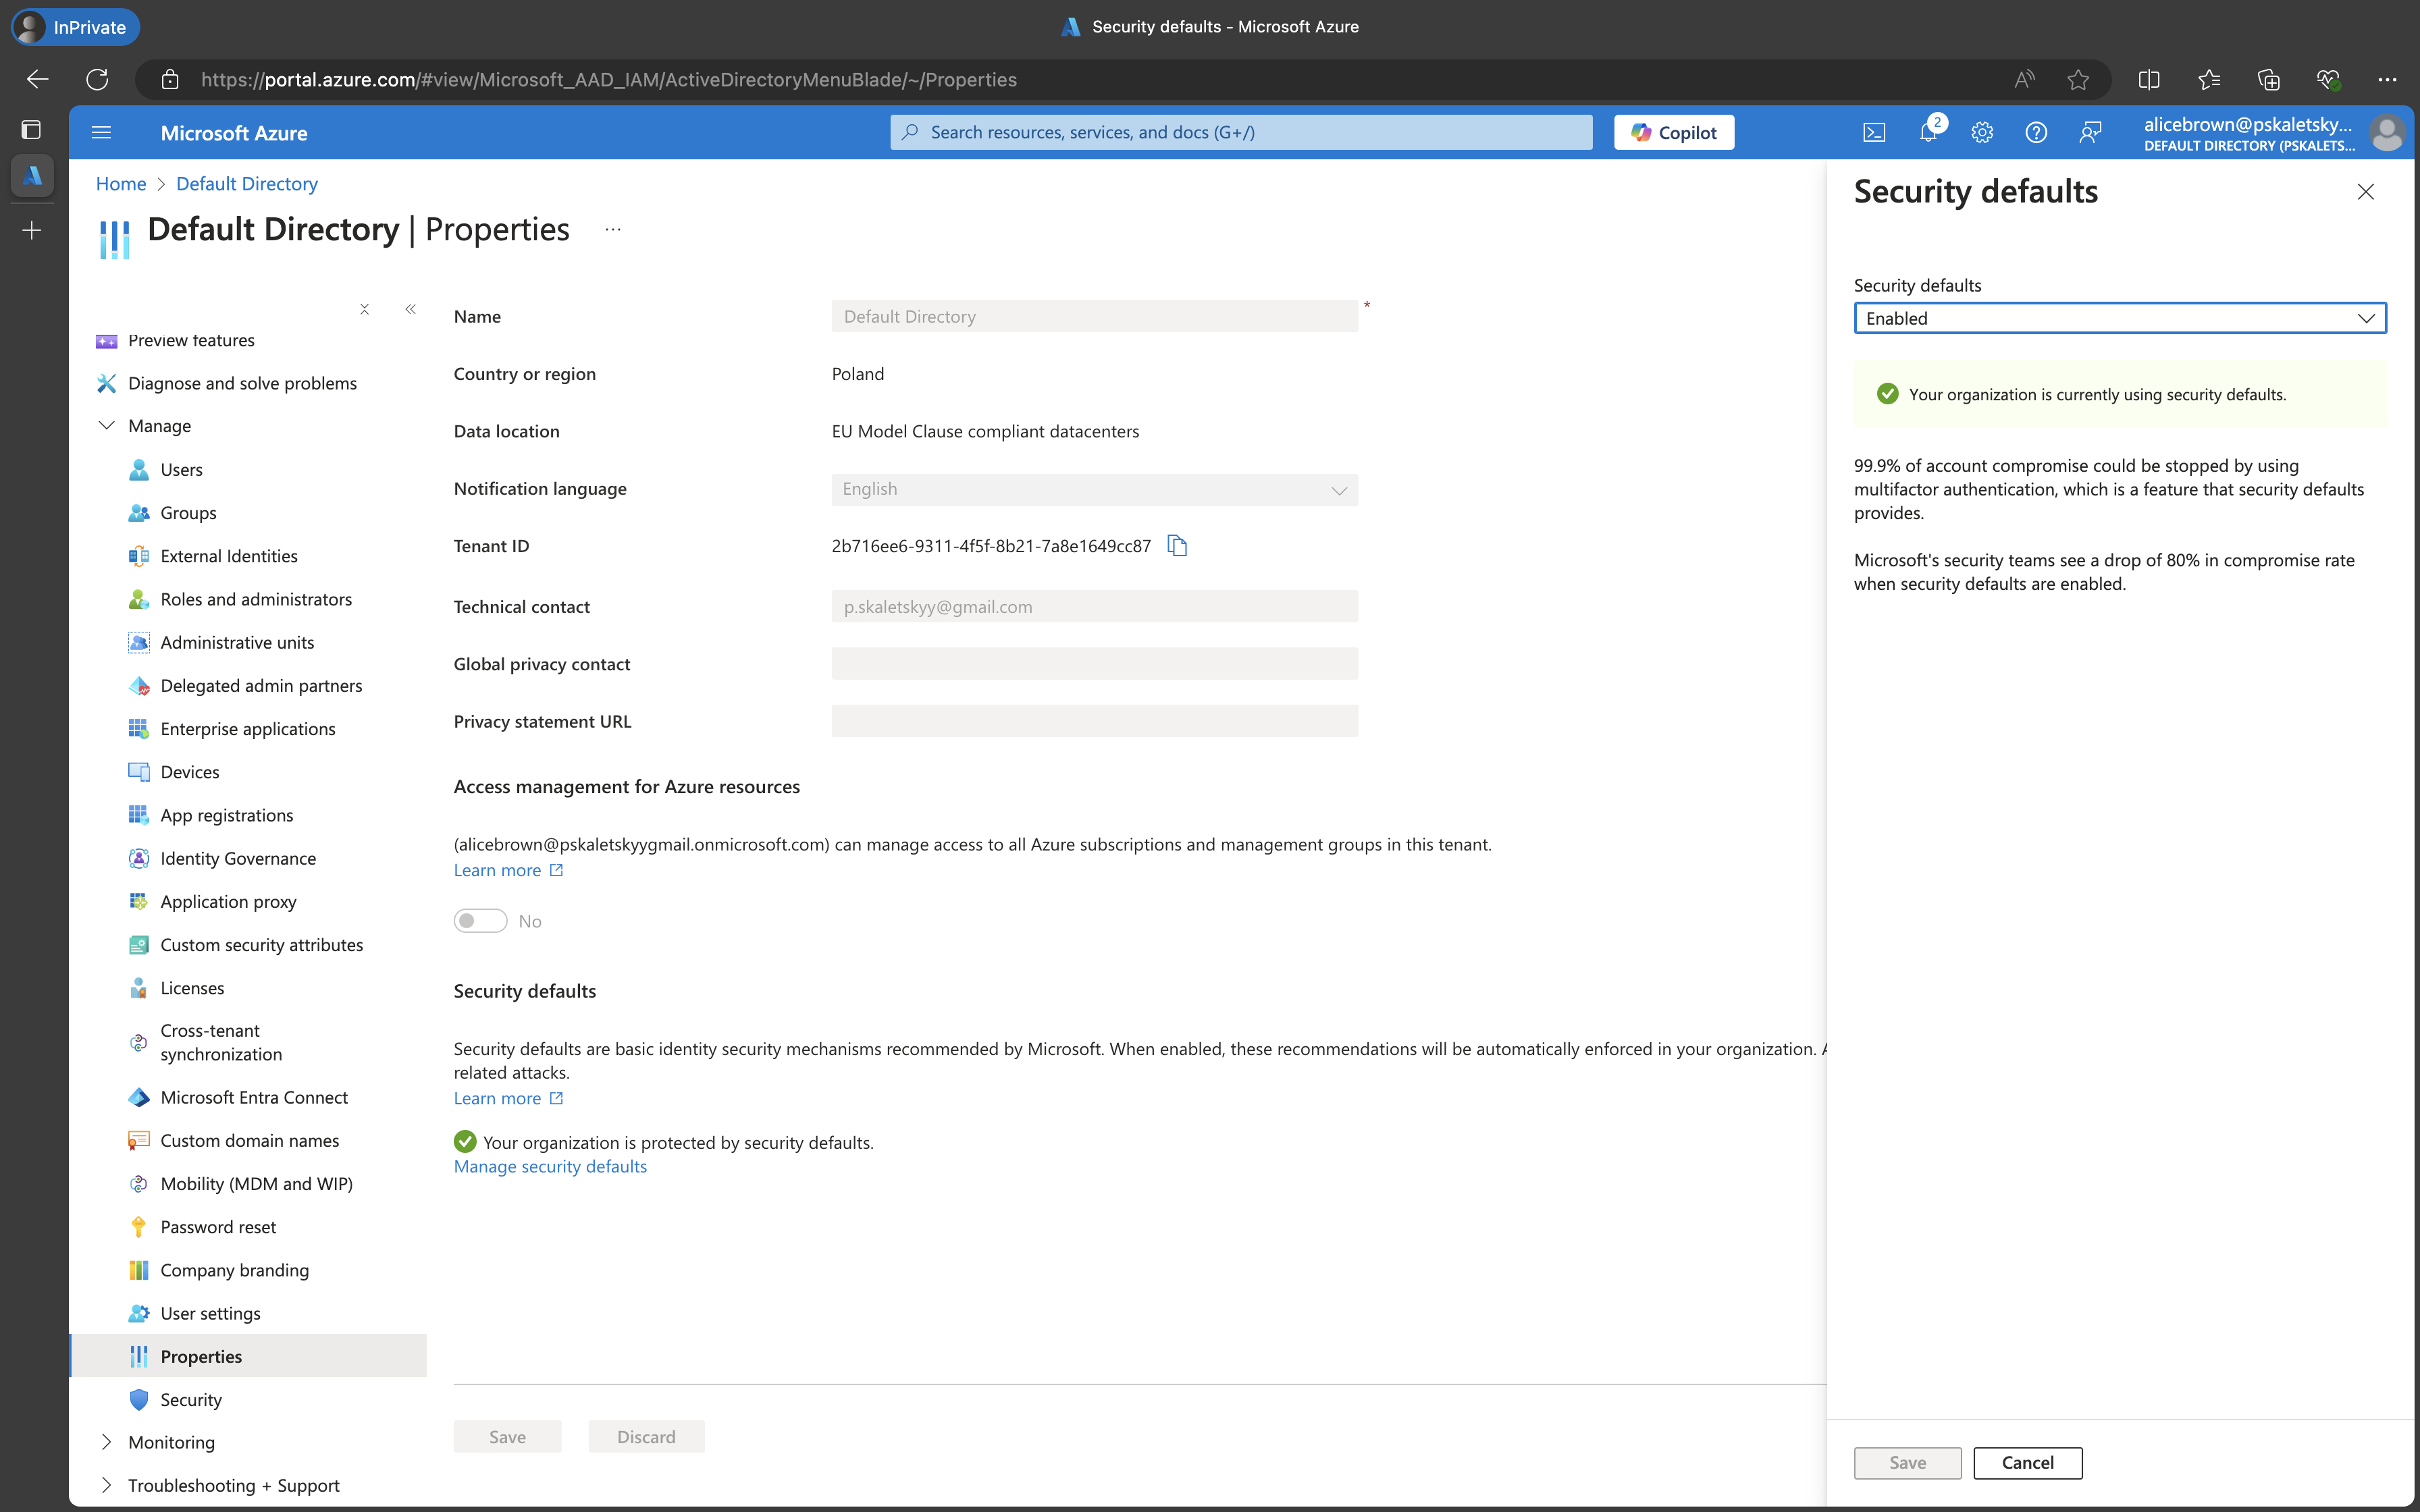 InPrivate
Security defaults - Microsoft Azure
https://portal.azure.com/#view/Microsoft_AAD_IAM/ActiveDirectoryMenuBlade/~/Properties
Microsoft Azure
Search resources, services, and docs (G+/)
Copilot
2
alicebrown@pskaletsky...
DEFAULT DIRECTORY (PSKALETS...
Home > Default Directory
Default Directory | Properties
...
Preview features
Diagnose and solve problems
Manage
Users
Groups
External Identities
Roles and administrators
Administrative units
Delegated admin partners
Enterprise applications
Devices
App registrations
Identity Governance
Application proxy
Custom security attributes
Licenses
Cross-tenant
synchronization
Microsoft Entra Connect
Custom domain names
Mobility (MDM and WIP)
Password reset
Company branding
User settings
Properties
Security
Monitoring
Troubleshooting + Support
Name
Default Directory
*
Country or region
Poland
Data location
EU Model Clause compliant datacenters
Notification language
English
Tenant ID
2b716ee6-9311-4f5f-8b21-7a8e1649cc87
Technical contact
p.skaletskyy@gmail.com
Global privacy contact
Privacy statement URL
Access management for Azure resources
(alicebrown@pskaletskyygmail.onmicrosoft.com) can manage access to all Azure subscriptions and management groups in this tenant.
Learn more
No
Security defaults
Security defaults are basic identity security mechanisms recommended by Microsoft. When enabled, these recommendations will be automatically enforced in your organization.
related attacks.
Learn more
Your organization is protected by security defaults.
Manage security defaults
Save
Discard
Security defaults
Security defaults
Enabled
Your organization is currently using security defaults.
99.9% of account compromise could be stopped by using
multifactor authentication, which is a feature that security defaults
provides.
Microsoft's security teams see a drop of 80% in compromise rate
when security defaults are enabled.
Save
Cancel